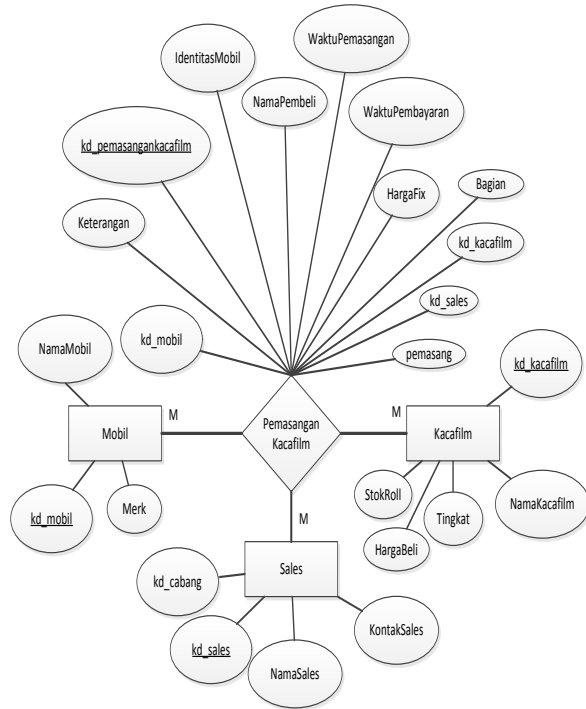 WaktuPemasangan
IdentitasMobil
NamaPembeli
WaktuPembayaran
kd_pemasangankacafilm
HargaFix
Bagian
Keterangan
kd_kacafilm
kd_sales
kd_mobil
pemasang
NamaMobil
kd_kacafilm
M
M
Mobil
Pemasangan
Kacafilm
Kacafilm
StokRoll
NamaKacafilm
kd_mobil
Merk
Tingkat
M
HargaBeli
Sales
kd_cabang
KontakSales
kd_sales
NamaSales